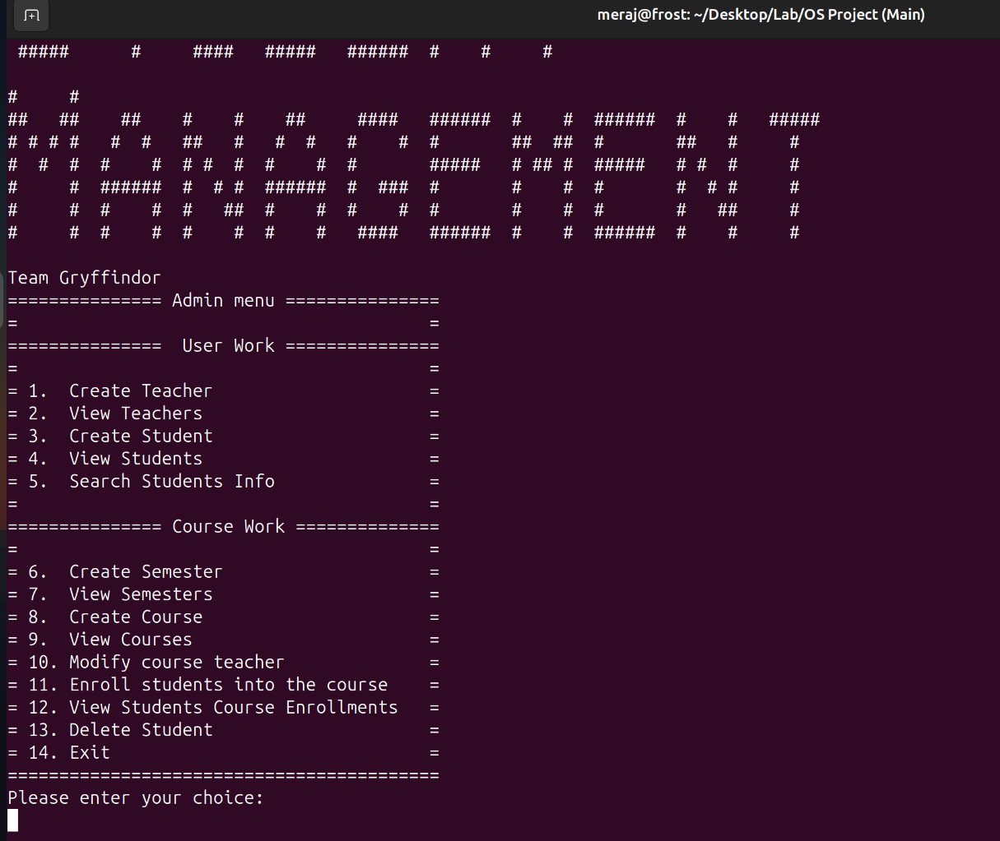 meraj@frost: ~/Desktop/Lab/OS Project (Main)
 #####      #     ####   #####   ######  #    #     #

#     #
##   ##    ##    #    #    ##     ####   ######  #    #  ######  #    #   #####
# # # #   #  #   ##   #   #  #   #    #  #       ##  ##  #       ##   #     #
#  #  #  #    #  # #  #  #    #  #       #####   # ## #  #####   # #  #     #
#     #  ######  #  # #  ######  #  ###  #       #    #  #       #  # #     #
#     #  #    #  #   ##  #    #  #    #  #       #    #  #       #   ##     #
#     #  #    #  #    #  #    #   ####   ######  #    #  ######  #    #     #

Team Gryffindor
=============== Admin menu ===============
=                                        =
===============  User Work ===============
=                                        =
= 1.  Create Teacher                     =
= 2.  View Teachers                      =
= 3.  Create Student                     =
= 4.  View Students                      =
= 5.  Search Students Info               =
=                                        =
=============== Course Work ==============
=                                        =
= 6.  Create Semester                    =
= 7.  View Semesters                     =
= 8.  Create Course                      =
= 9.  View Courses                       =
= 10. Modify course teacher              =
= 11. Enroll students into the course    =
= 12. View Students Course Enrollments   =
= 13. Delete Student                     =
= 14. Exit                               =
==========================================
Please enter your choice: